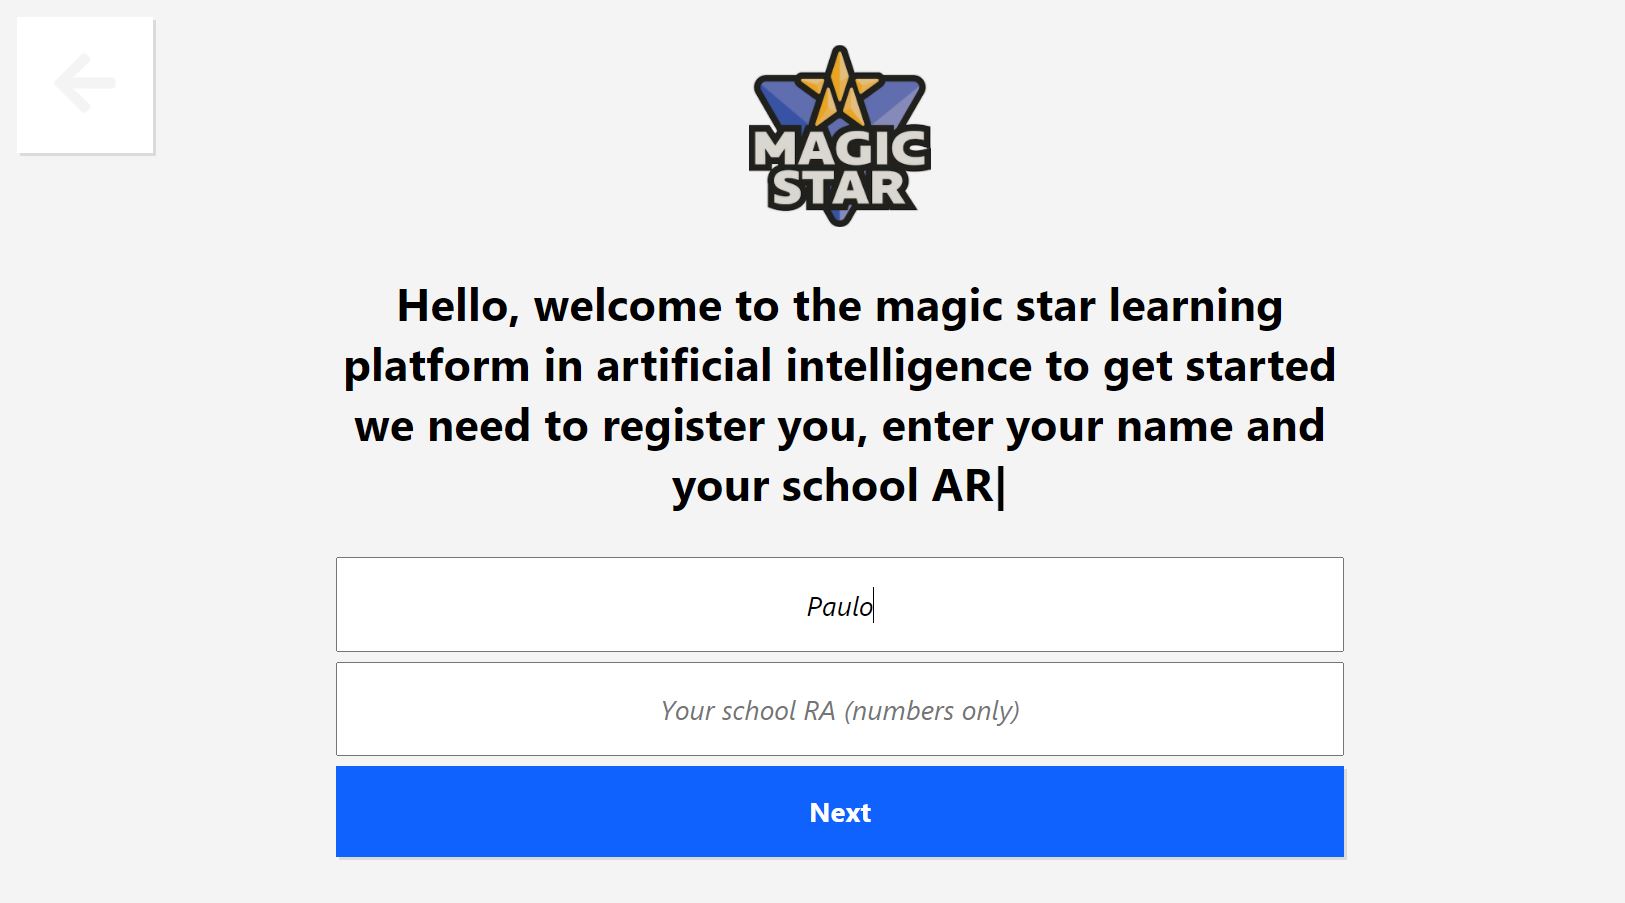 MAGIC
STAR
Hello, welcome to the magic star learning
platform in artificial intelligence to get started
we need to register you, enter your name and
your school AR|
Paulo
Your school RA (numbers only)
Next